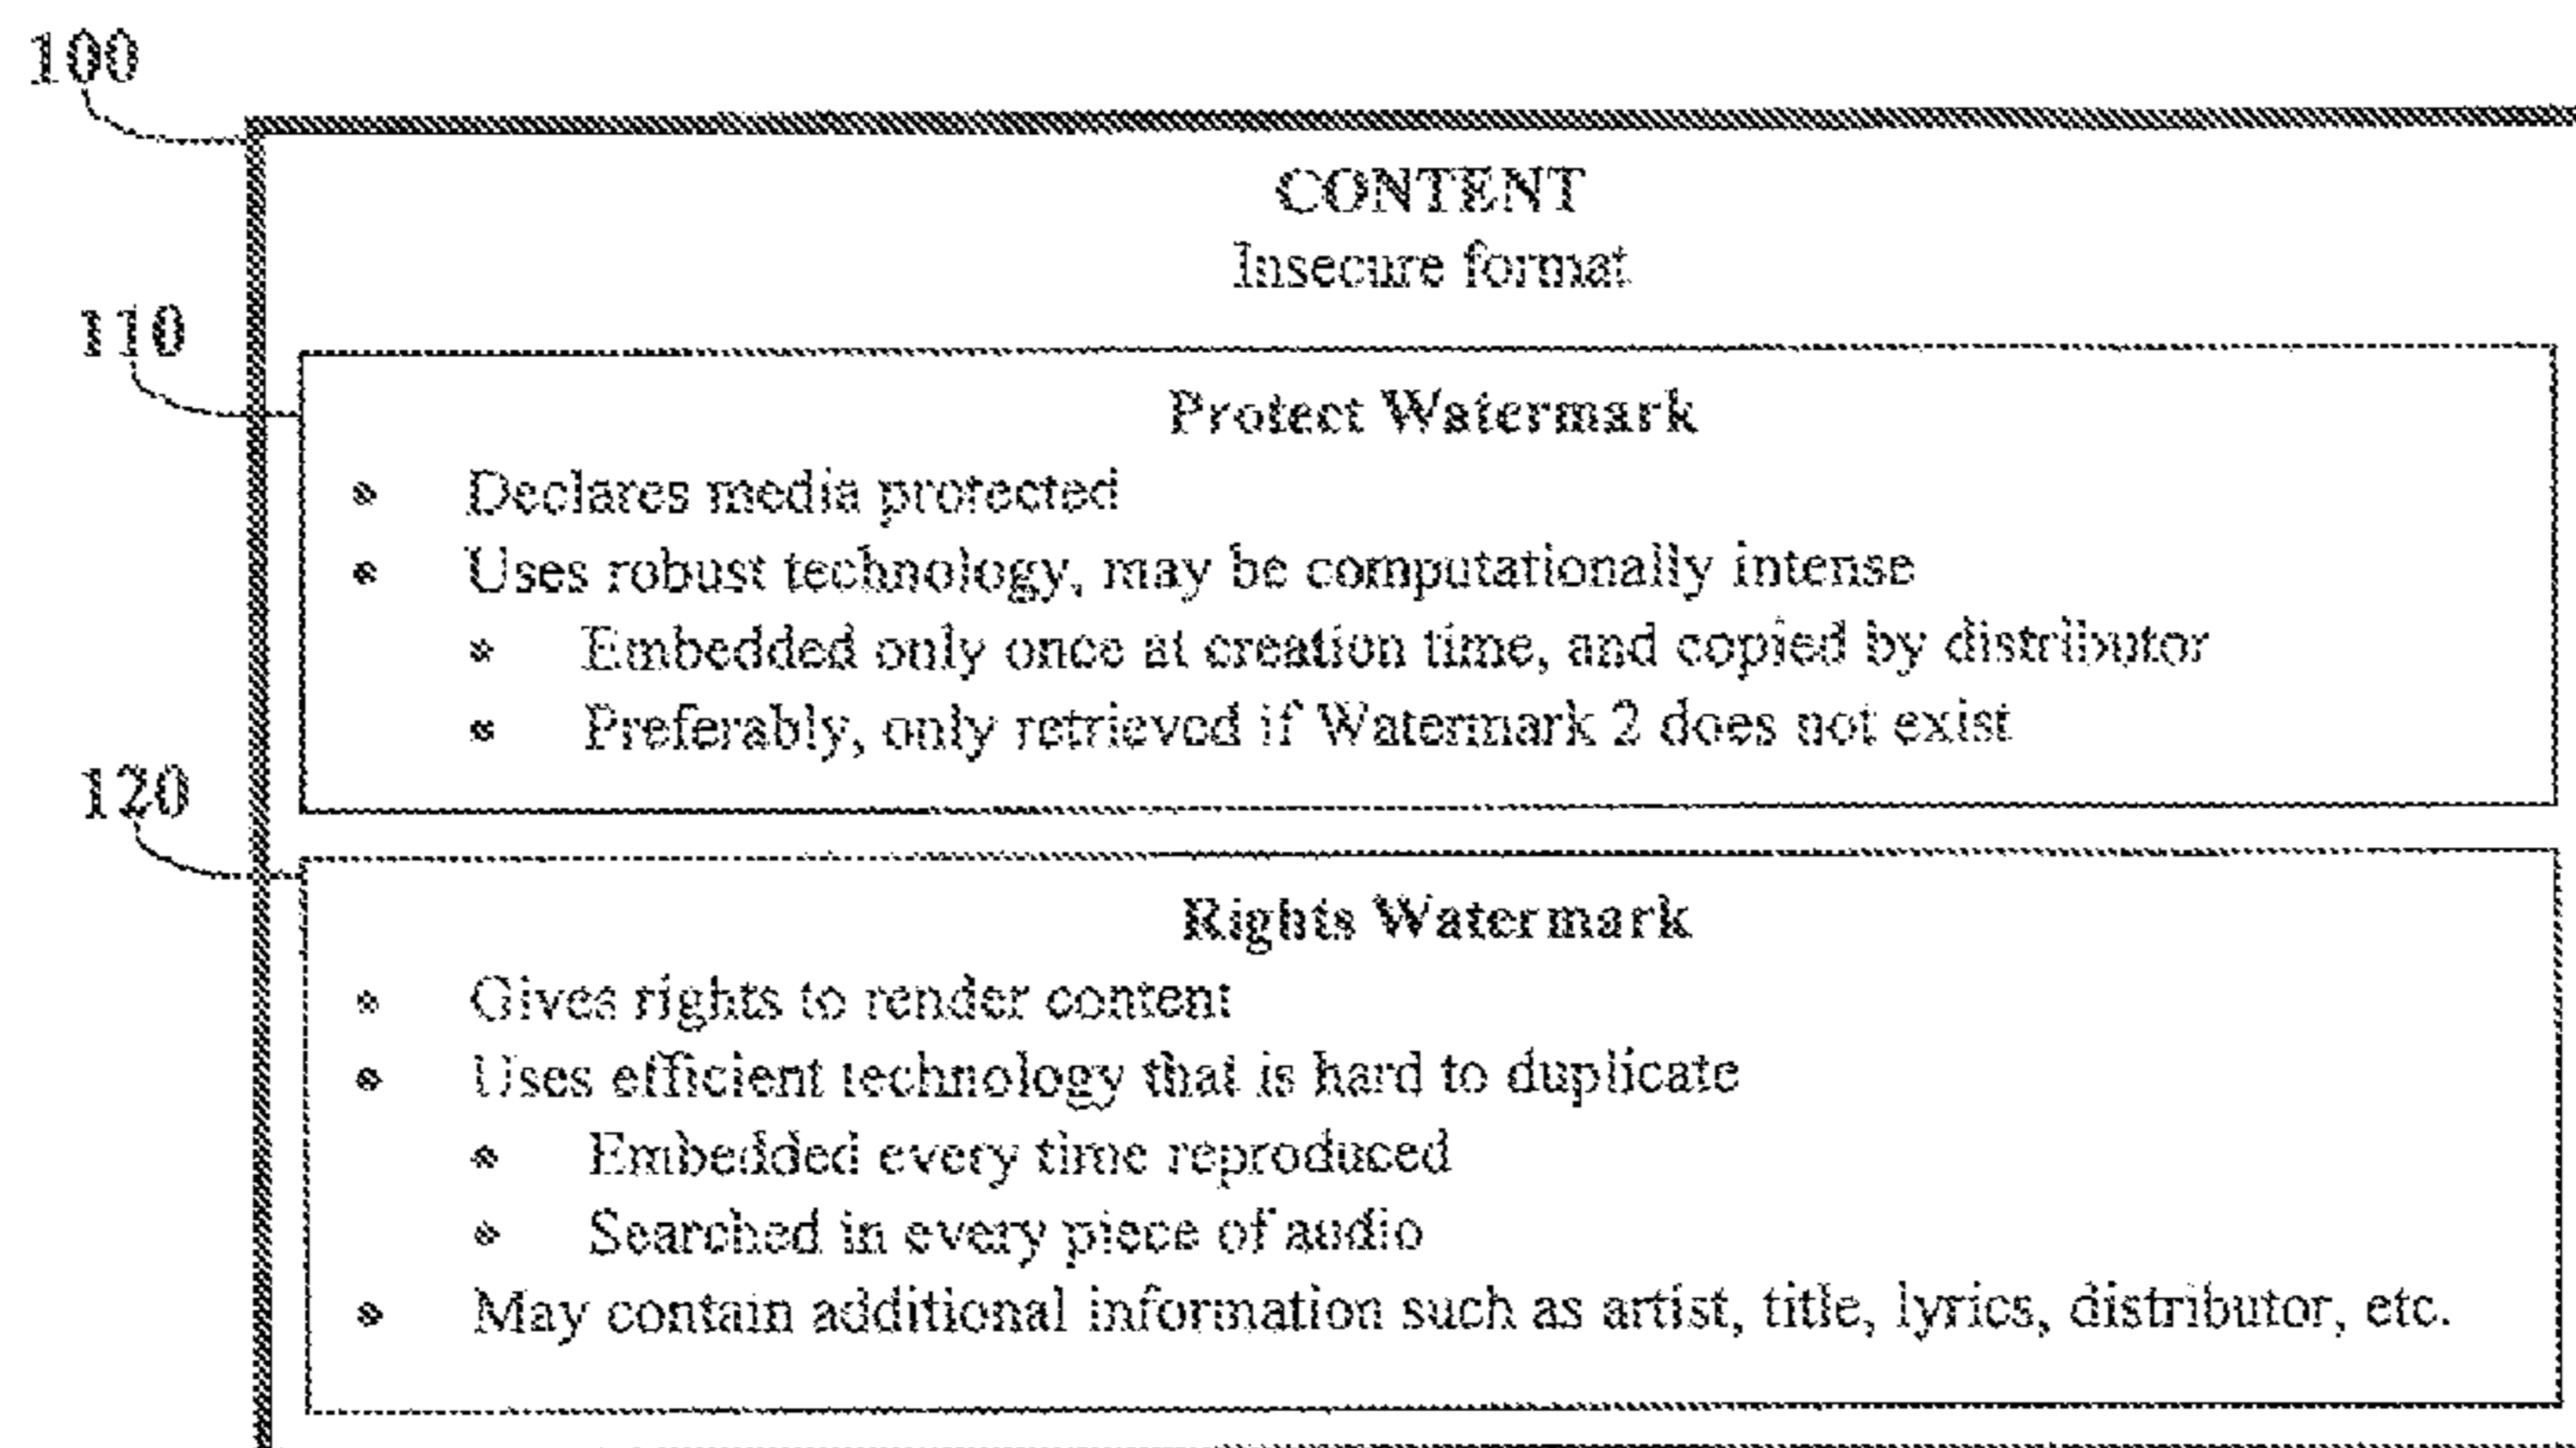 100
CONTENT
Insecure format
110
Protect Watermark
• Declares media protected
• Uses robust technology, may be computationally intense
• Embedded only once at creation time, and copied by distributor
• Preferably, only retrieved if Watermark 2 does not exist
120
Rights Watermark
• Gives rights to render content
• Uses efficient technology that is hard to duplicate
• Embedded every time reproduced
• Searched in every piece of audio
• May contain additional information such as artist, title, lyrics, distributor, etc.